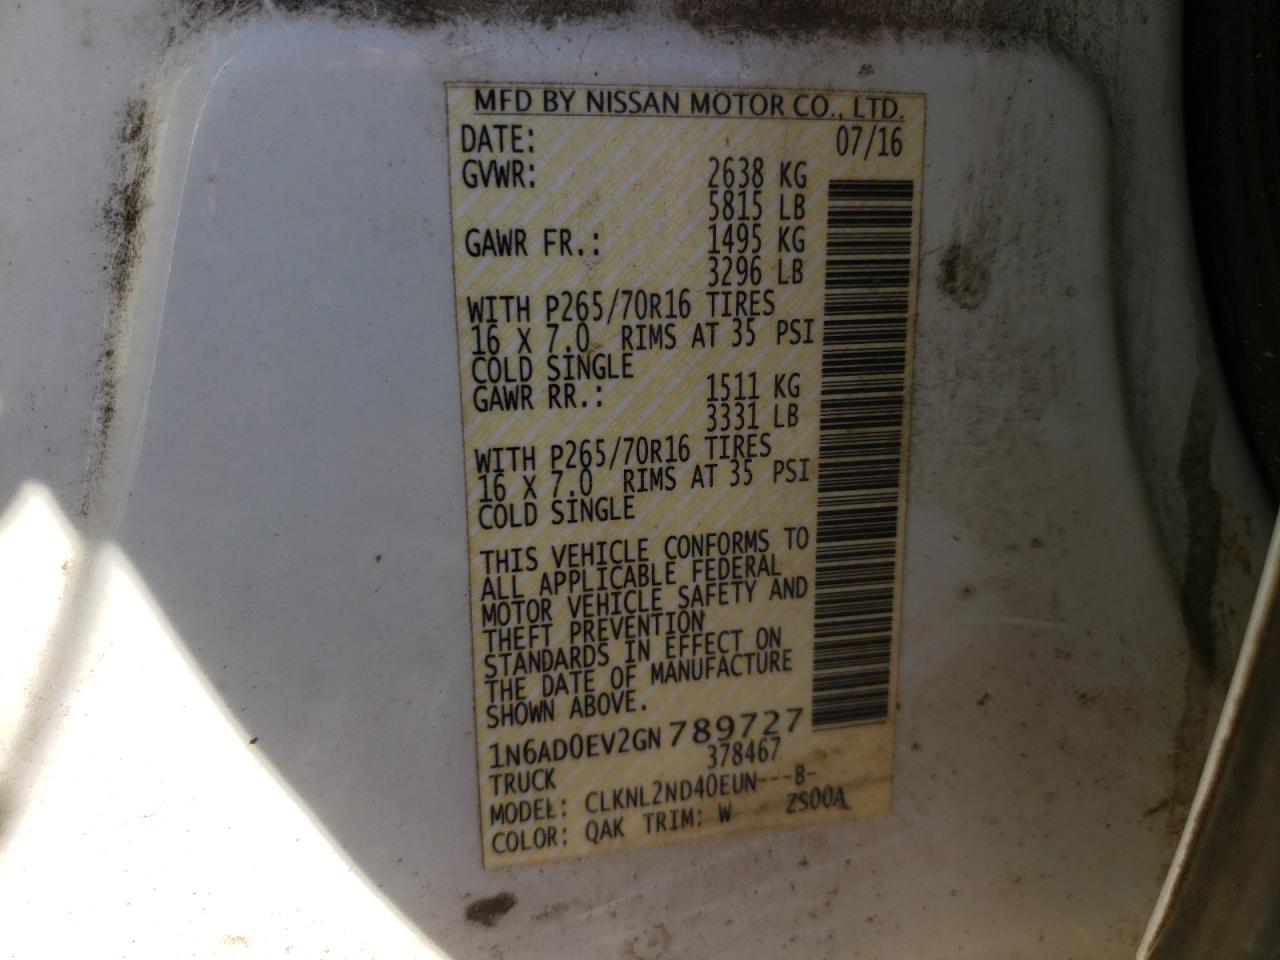 MFD BY NISSAN MOTOR CO., LTD.
DATE: 07/16
GVWR: 2638 KG
5815 LB
GAWR FR.: 1495 KG
3296 LB
WITH P265/70R16 TIRES
16 X 7.0 RIMS AT 35 PSI
COLD SINGLE
GAWR RR.: 1511 KG
3331 LB
WITH P265/70R16 TIRES
16 X 7.0 RIMS AT 35 PSI
COLD SINGLE
THIS VEHICLE CONFORMS TO
ALL APPLICABLE FEDERAL
MOTOR VEHICLE SAFETY AND
THEFT PREVENTION
STANDARDS IN EFFECT ON
THE DATE OF MANUFACTURE
SHOWN ABOVE.
1N6AD0EV2GN789727
TRUCK 378467
MODEL: CLKNL2ND40EUN---B-
COLOR: QAK TRIM: W ZS00A